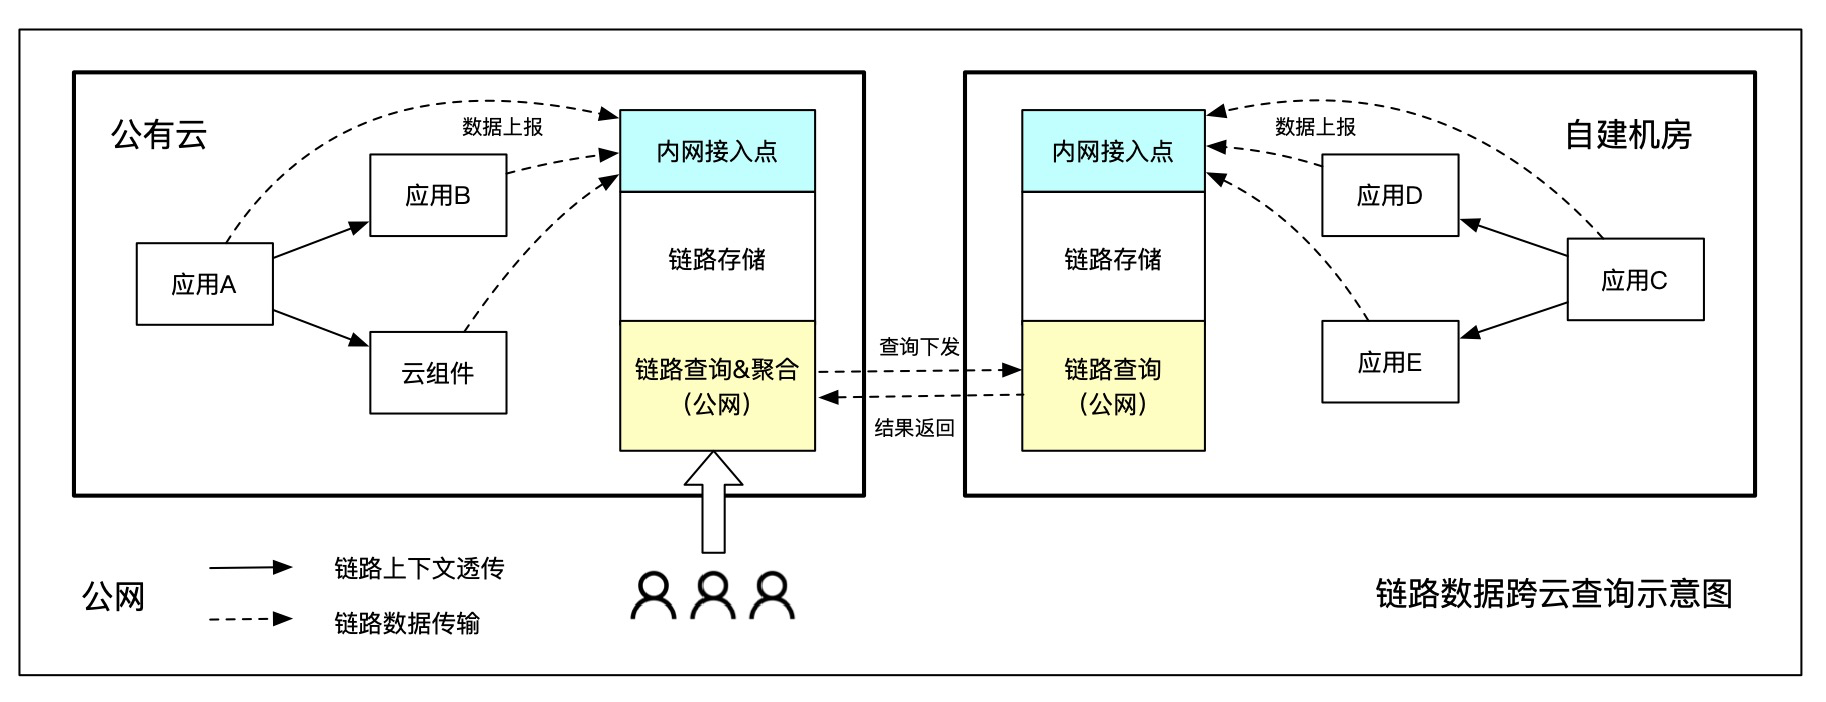 公有云
数据上报
应用B
应用A
云组件
内网接入点
链路存储
链路查询&聚合
（公网）
查询下发
结果返回
自建机房
数据上报
内网接入点
链路存储
链路查询
（公网）
应用D
应用C
应用E
公网
链路上下文透传
链路数据传输
链路数据跨云查询示意图